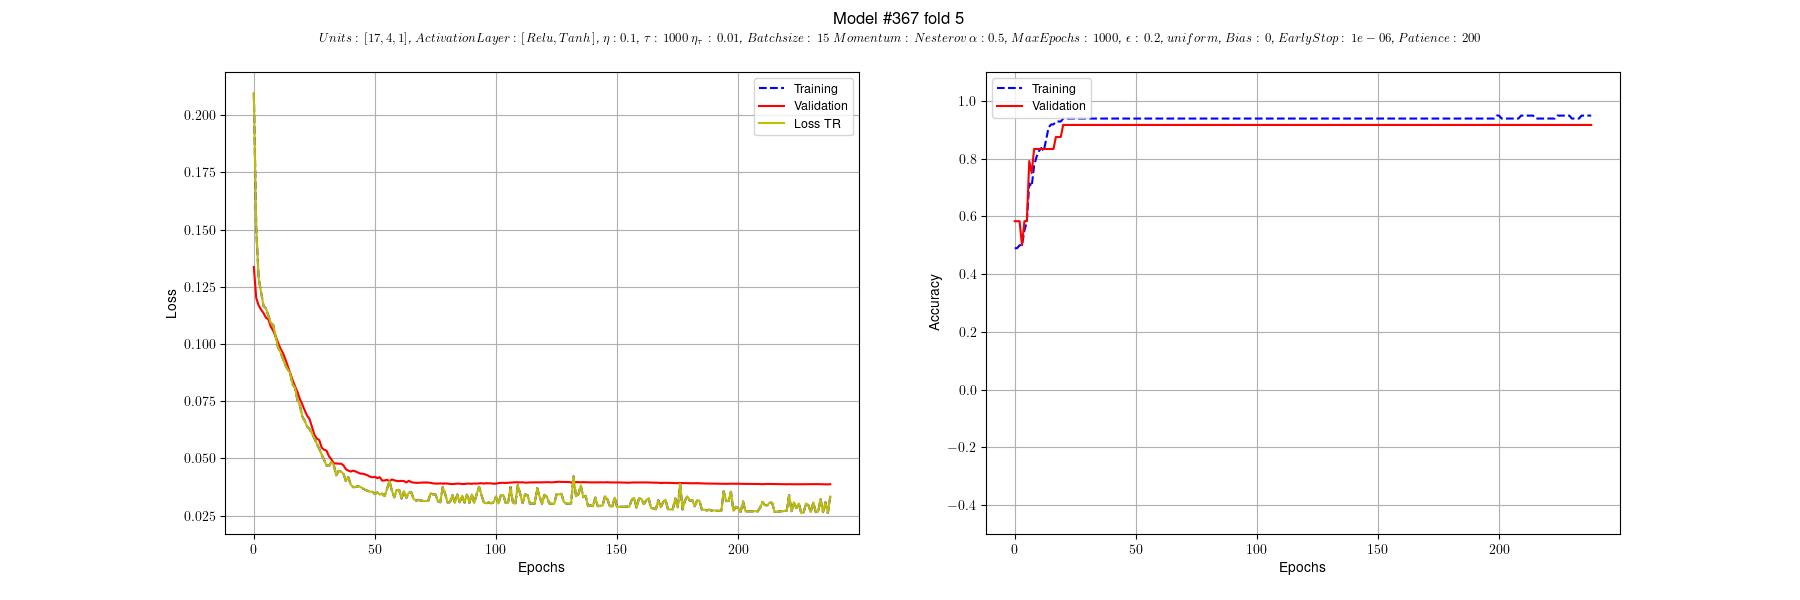 Model #367 fold 5
Units : [17, 4, 1], ActivationLayer : [Relu, Tanh], η : 0.1, τ : 1000 ητ : 0.01, Batchsize : 15 Momentum : Nesterov α : 0.5, MaxEpochs : 1000, ϵ : 0.2, uniform, Bias : 0, EarlyStop : 1e − 06, Patience : 200
Training
Validation
Loss TR
0.200
0.175
0.150
0.125
0.100
0.075
0.050
0.025
Loss
0
50
100
150
200
Epochs
Training
Validation
1.0
0.8
0.6
0.4
0.2
0.0
−0.2
−0.4
Accuracy
0
50
100
150
200
Epochs